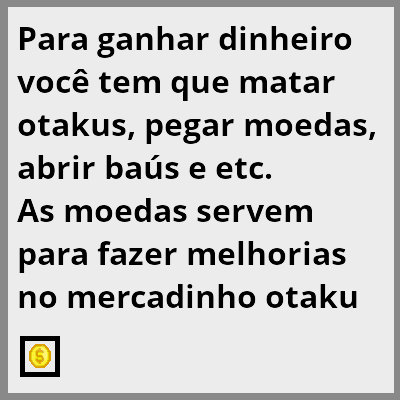 Para ganhar dinheiro
você tem que matar
otakus, pegar moedas,
abrir baús e etc.
As moedas servem
para fazer melhorias
no mercadinho otaku
$